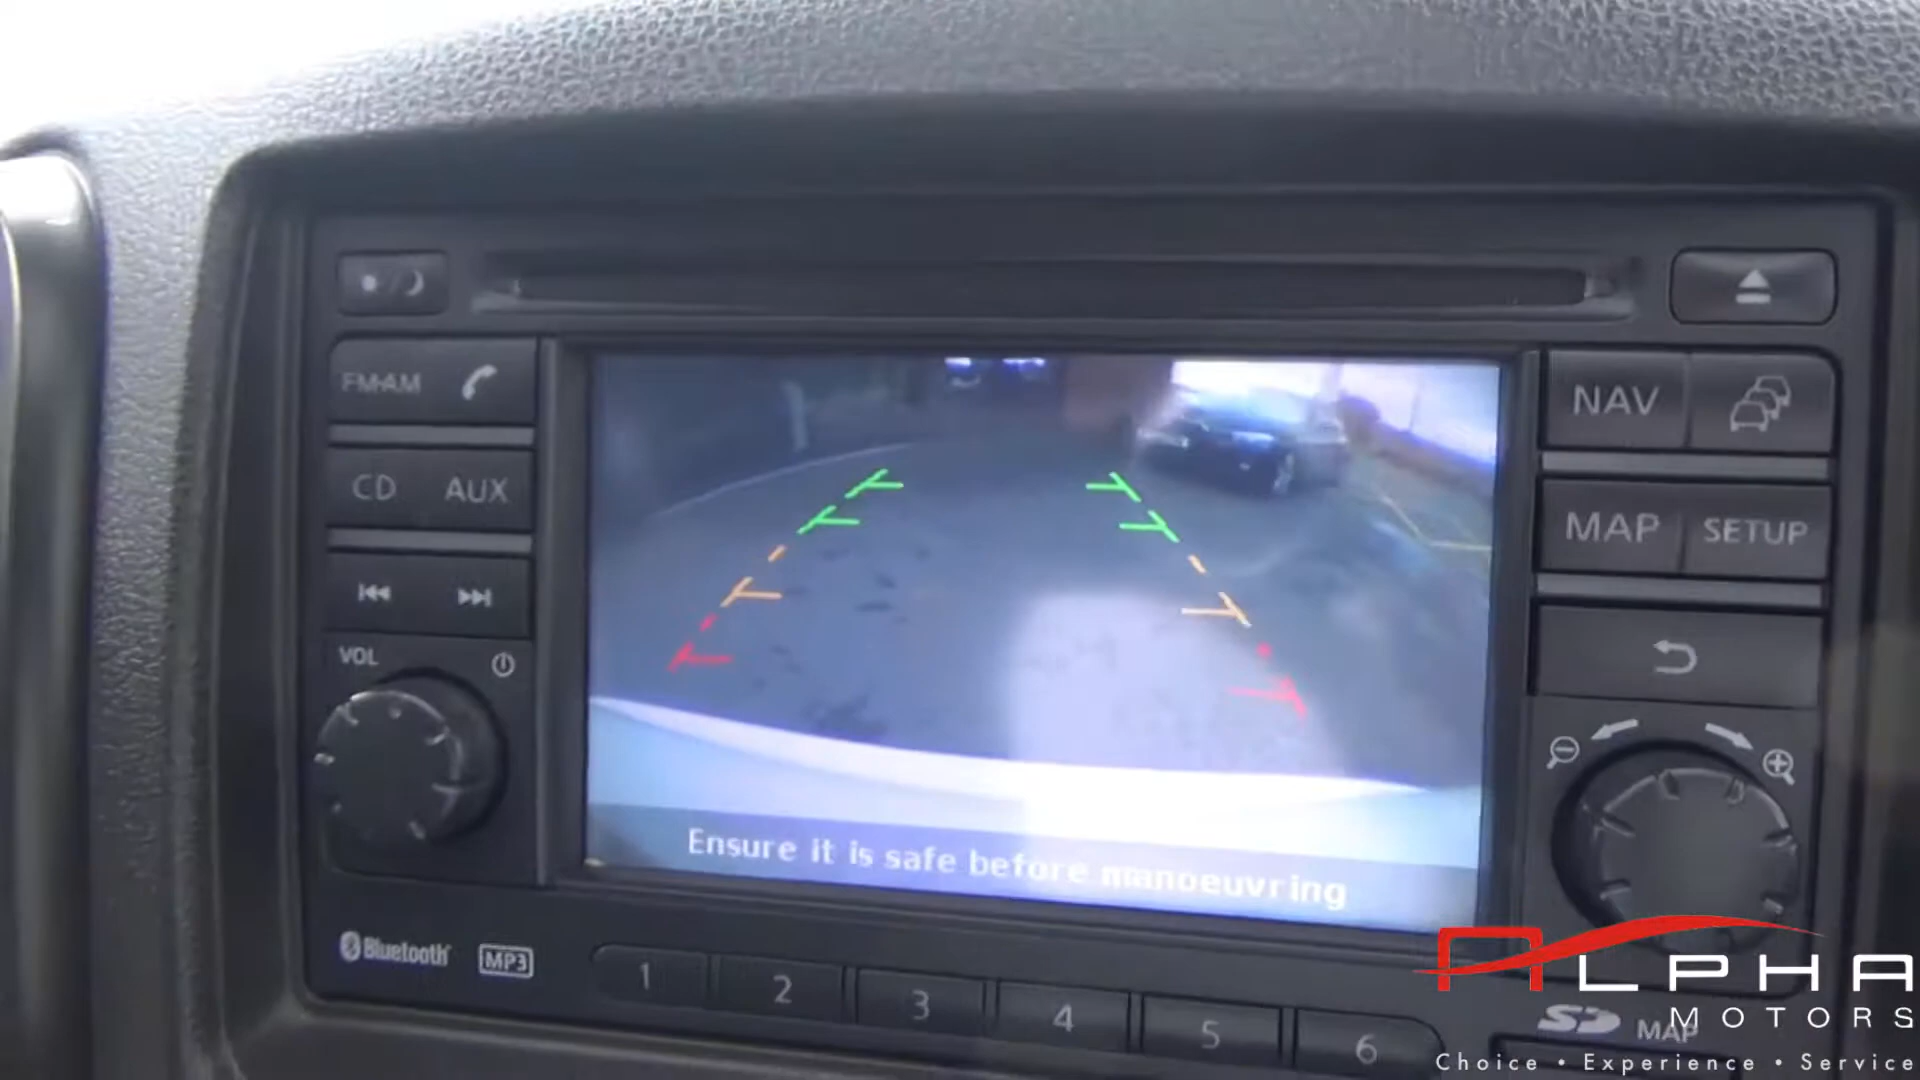 FM·AM
CD AUX
VOL
NAV
MAP SETUP
Ensure it is safe before manoeuvring
Bluetooth MP3
1 2 3 4 5 6
SD MAP
ALPHA
MOTORS
Choice • Experience • Service